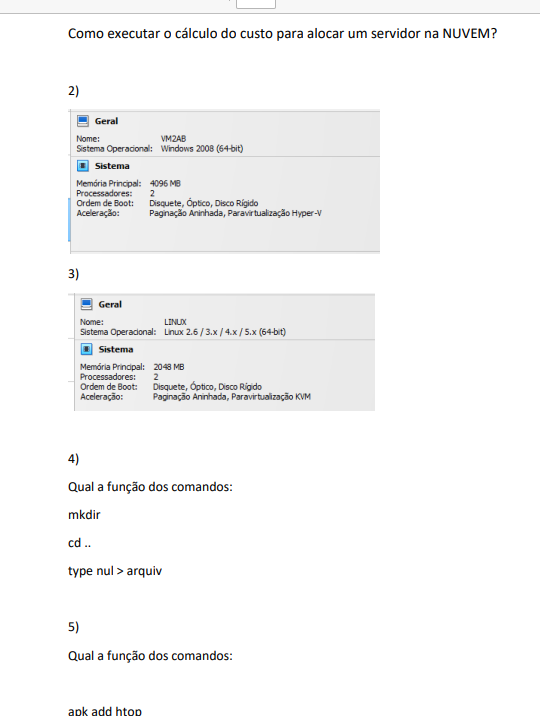 Como executar o cálculo do custo para alocar um servidor na NUVEM?
2)
Geral
Nome: VM2AB
Sistema Operacional: Windows 2008 (64-bit)
Sistema
Memória Principal: 4096 MB
Processadores: 2
Ordem de Boot: Disquete, Óptico, Disco Rígido
Aceleração: Paginação Aninhada, Paravirtualização Hyper-V
3)
Geral
Nome: LINUX
Sistema Operacional: Linux 2.6 / 3.x / 4.x / 5.x (64-bit)
Sistema
Memória Principal: 2048 MB
Processadores: 2
Ordem de Boot: Disquete, Óptico, Disco Rígido
Aceleração: Paginação Aninhada, Paravirtualização KVM
4)
Qual a função dos comandos:
mkdir
cd ..
type nul > arquiv
5)
Qual a função dos comandos:
apk add htop